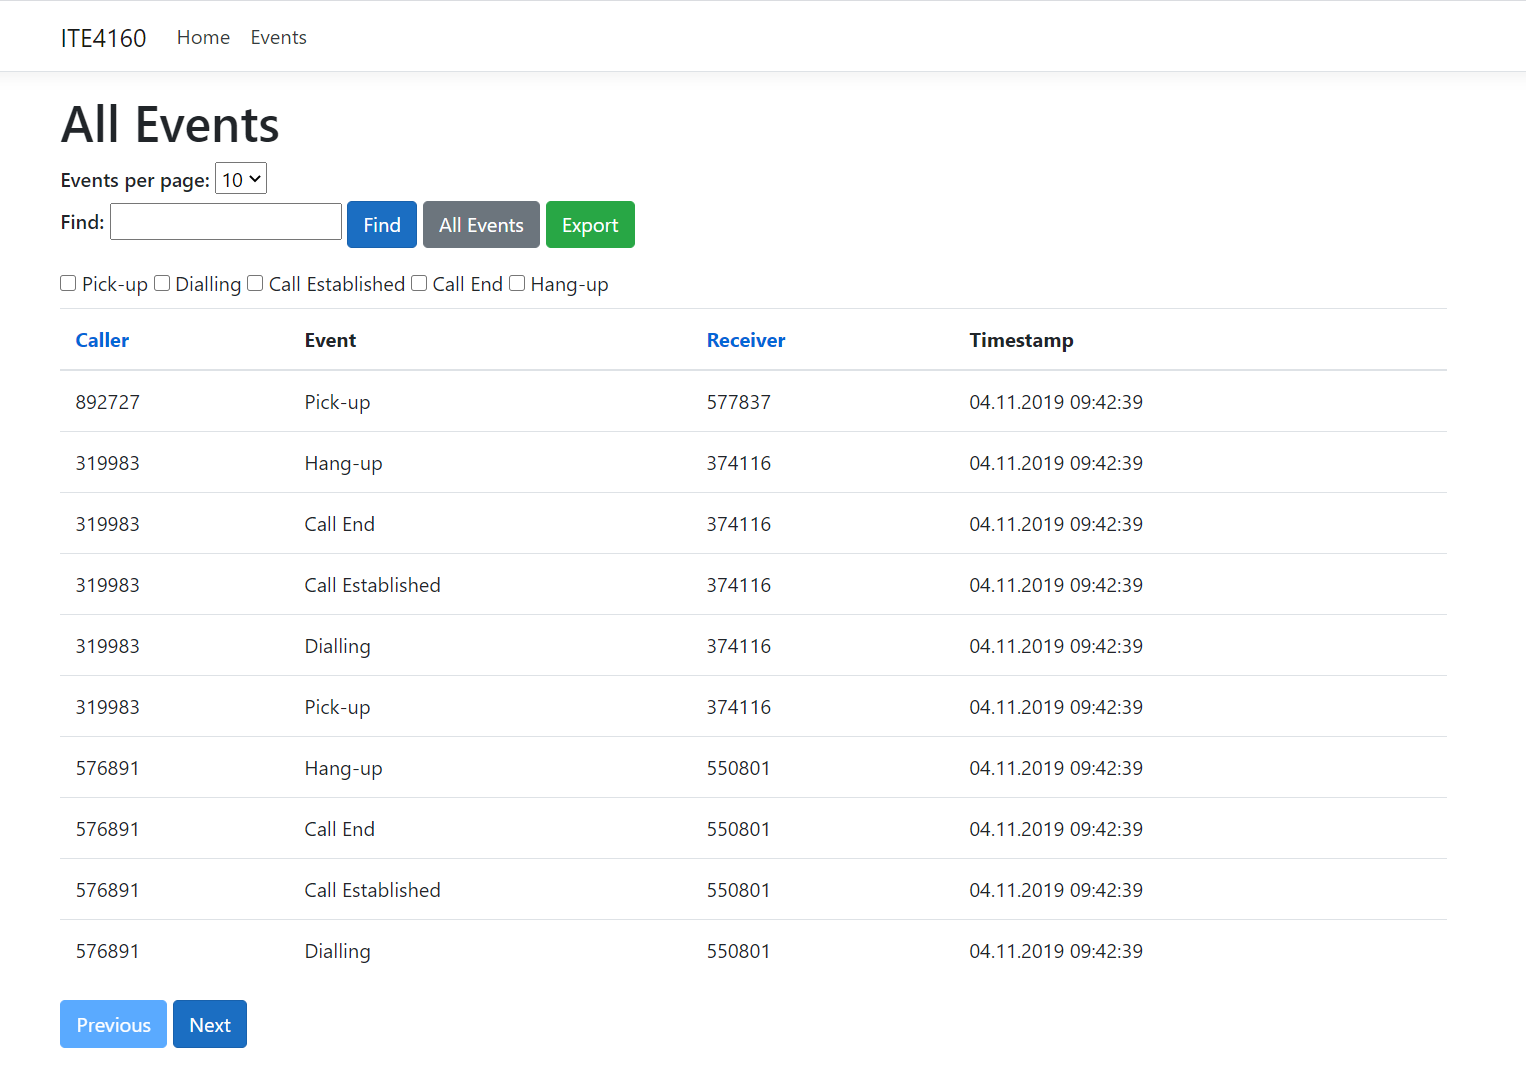 ITE4160 Home Events
All Events
Events per page: 10
Find: Find All Events Export
Pick-up Dialling Call Established Call End Hang-up
Caller Event Receiver Timestamp
892727 Pick-up 577837 04.11.2019 09:42:39
319983 Hang-up 374116 04.11.2019 09:42:39
319983 Call End 374116 04.11.2019 09:42:39
319983 Call Established 374116 04.11.2019 09:42:39
319983 Dialling 374116 04.11.2019 09:42:39
319983 Pick-up 374116 04.11.2019 09:42:39
576891 Hang-up 550801 04.11.2019 09:42:39
576891 Call End 550801 04.11.2019 09:42:39
576891 Call Established 550801 04.11.2019 09:42:39
576891 Dialling 550801 04.11.2019 09:42:39
Previous Next